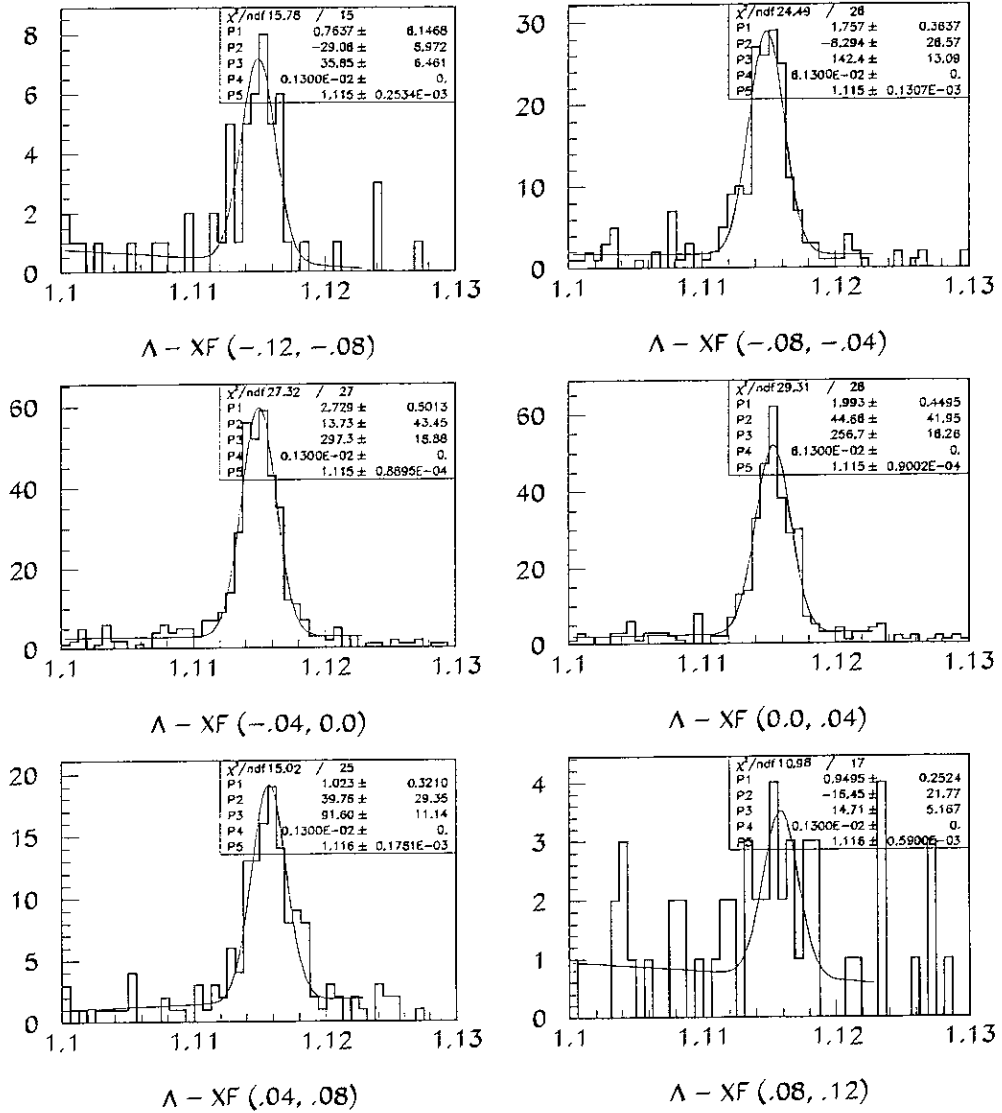 χ²/ndf 15.78 / 15
P1 0.7637 ± 6.1468
P2 -29.06 ± 5.972
P3 35.85 ± 6.461
P4 0.1300E-02 ± 0.
P5 1.115 ± 0.2534E-03
8
6
4
2
0
1.1 1.11 1.12 1.13
Λ - XF (-.12, -.08)
χ²/ndf 24.49 / 26
P1 1.757 ± 0.3637
P2 -8.294 ± 26.57
P3 142.4 ± 13.09
P4 6.1300E-02 ± 0.
P5 1.115 ± 0.1307E-03
30
20
10
0
1.1 1.11 1.12 1.13
Λ - XF (-.08, -.04)
χ²/ndf 27.32 / 27
P1 2.729 ± 0.5013
P2 13.73 ± 43.45
P3 297.3 ± 18.88
P4 0.1300E-02 ± 0.
P5 1.115 ± 0.8895E-04
60
40
20
0
1.1 1.11 1.12 1.13
Λ - XF (-.04, 0.0)
χ²/ndf 29.31 / 28
P1 1.993 ± 0.4495
P2 44.66 ± 41.95
P3 256.7 ± 16.26
P4 6.1300E-02 ± 0.
P5 1.115 ± 0.9002E-04
60
40
20
0
1.1 1.11 1.12 1.13
Λ - XF (0.0, .04)
χ²/ndf 15.02 / 25
P1 1.023 ± 0.3210
P2 39.76 ± 29.35
P3 91.60 ± 11.14
P4 0.1300E-02 ± 0.
P5 1.116 ± 0.1781E-03
20
15
10
5
0
1.1 1.11 1.12 1.13
Λ - XF (.04, .08)
χ²/ndf 10.98 / 17
P1 0.9495 ± 0.2524
P2 -16.45 ± 21.77
P3 14.71 ± 5.167
P4 0.1300E-02 ± 0.
1.116 ± 0.5900E-03
4
3
2
1
0
1.1 1.11 1.12 1.13
Λ - XF (.08, .12)